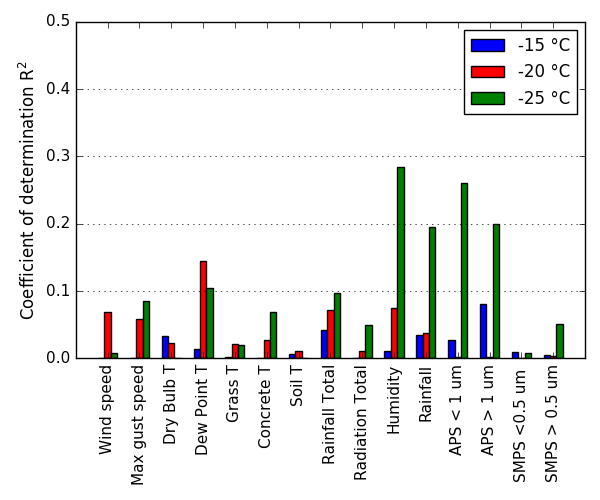 0.5
0.4
0.3
0.2
0.1
0.0
Coefficient of determination R²
-15 °C
-20 °C
-25 °C
Wind speed
Max gust speed
Dry Bulb T
Dew Point T
Grass T
Concrete T
Soil T
Rainfall Total
Radiation Total
Humidity
Rainfall
APS < 1 um
APS > 1 um
SMPS <0.5 um
SMPS > 0.5 um